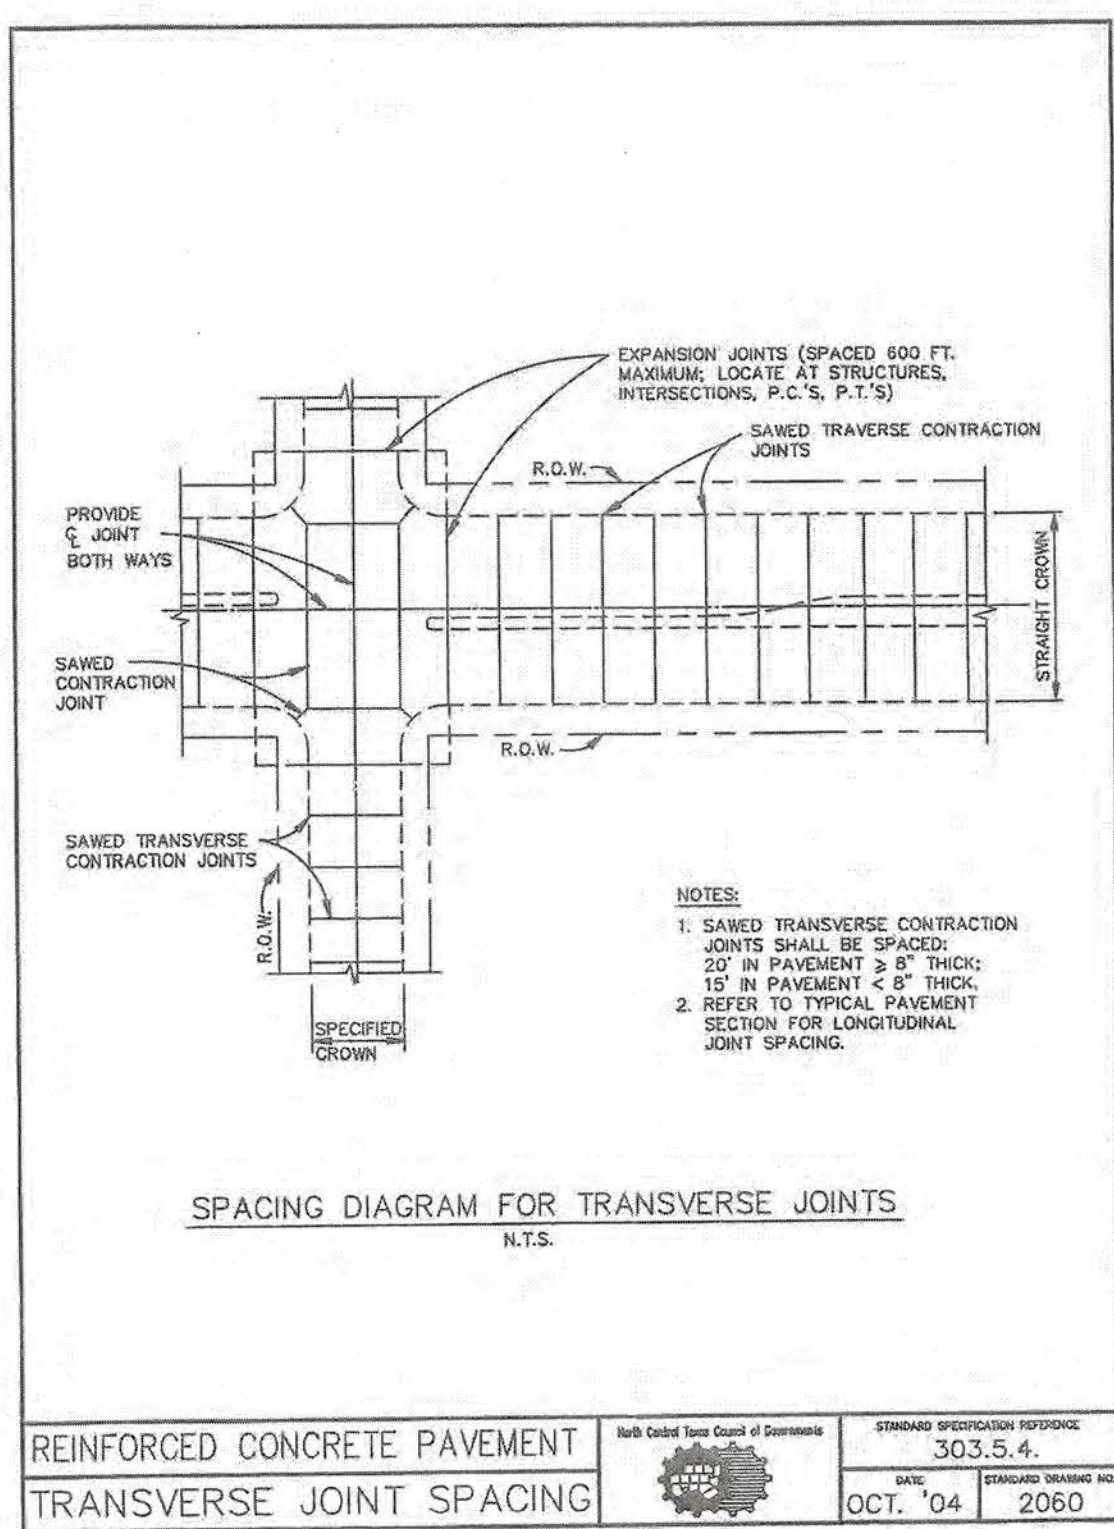 EXPANSION JOINTS (SPACED 600 FT.
MAXIMUM; LOCATE AT STRUCTURES,
INTERSECTIONS, P.C.'S, P.T.'S)
SAWED TRAVERSE CONTRACTION
JOINTS
R.O.W.
PROVIDE
℄ JOINT
BOTH WAYS
STRAIGHT CROWN
SAWED
CONTRACTION
JOINT
R.O.W.
SAWED TRANSVERSE
CONTRACTION JOINTS
R.O.W.
NOTES:
1. SAWED TRANSVERSE CONTRACTION
JOINTS SHALL BE SPACED:
20' IN PAVEMENT ≥ 8" THICK;
15' IN PAVEMENT < 8" THICK.
2. REFER TO TYPICAL PAVEMENT
SECTION FOR LONGITUDINAL
JOINT SPACING.
SPECIFIED
CROWN
SPACING DIAGRAM FOR TRANSVERSE JOINTS
N.T.S.
REINFORCED CONCRETE PAVEMENT
TRANSVERSE JOINT SPACING
North Central Texas Council of Governments
STANDARD SPECIFICATION REFERENCE
303.5.4.
DATE
OCT. '04
STANDARD DRAWING NO.
2060